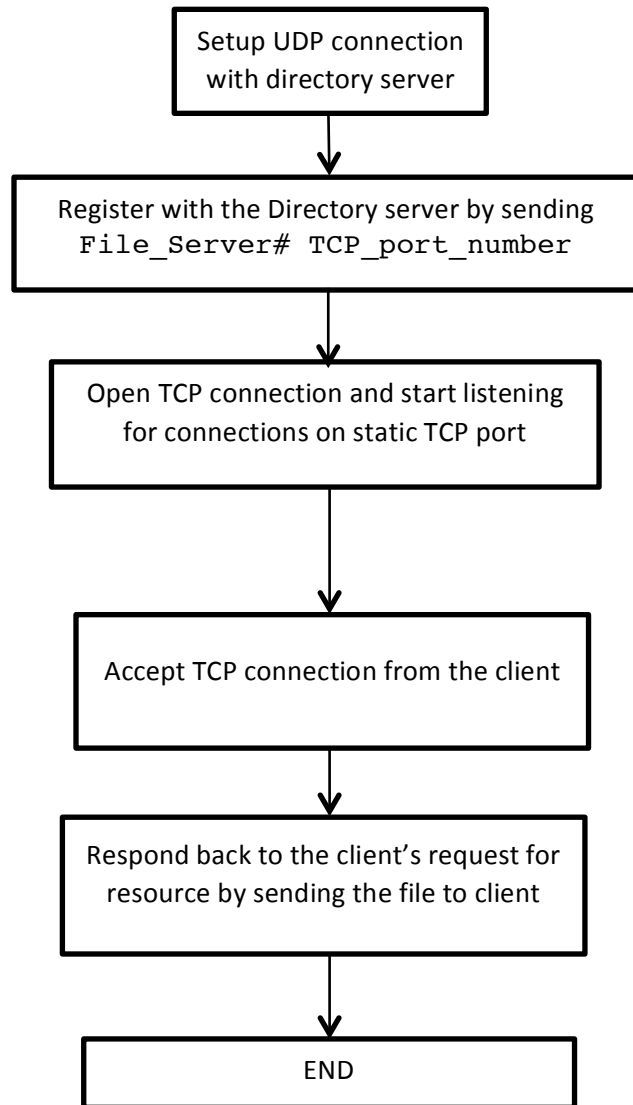 Setup UDP connection
with directory server
Register with the Directory server by sending
File_Server# TCP_port_number
Open TCP connection and start listening
for connections on static TCP port
Accept TCP connection from the client
Respond back to the client’s request for
resource by sending the file to client
END